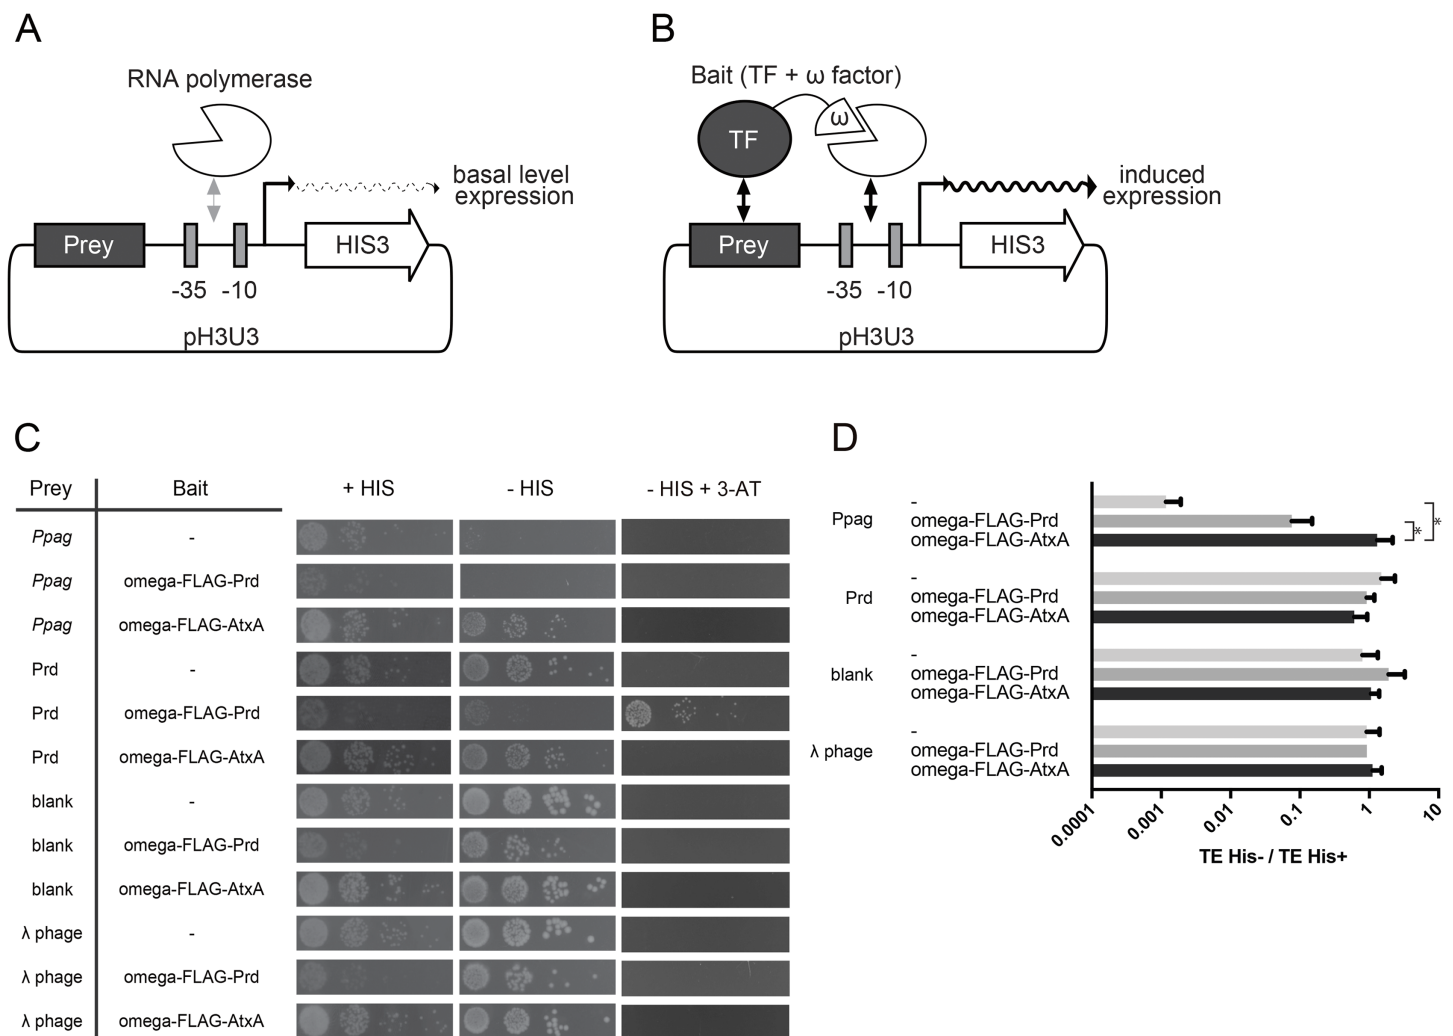 A
RNA polymerase
basal level
expression
Prey
HIS3
-35 -10
pH3U3
B
Bait (TF + ω factor)
TF
ω
induced
expression
Prey
HIS3
-35 -10
pH3U3
C
Prey Bait + HIS - HIS - HIS + 3-AT
Ppag -
Ppag omega-FLAG-Prd
Ppag omega-FLAG-AtxA
Prd -
Prd omega-FLAG-Prd
Prd omega-FLAG-AtxA
blank -
blank omega-FLAG-Prd
blank omega-FLAG-AtxA
λ phage -
λ phage omega-FLAG-Prd
λ phage omega-FLAG-AtxA
D
Ppag
-
omega-FLAG-Prd
omega-FLAG-AtxA
*
*
Prd
-
omega-FLAG-Prd
omega-FLAG-AtxA
blank
-
omega-FLAG-Prd
omega-FLAG-AtxA
λ phage
-
omega-FLAG-Prd
omega-FLAG-AtxA
0.0001 0.001 0.01 0.1 1 10
TE His- / TE His+